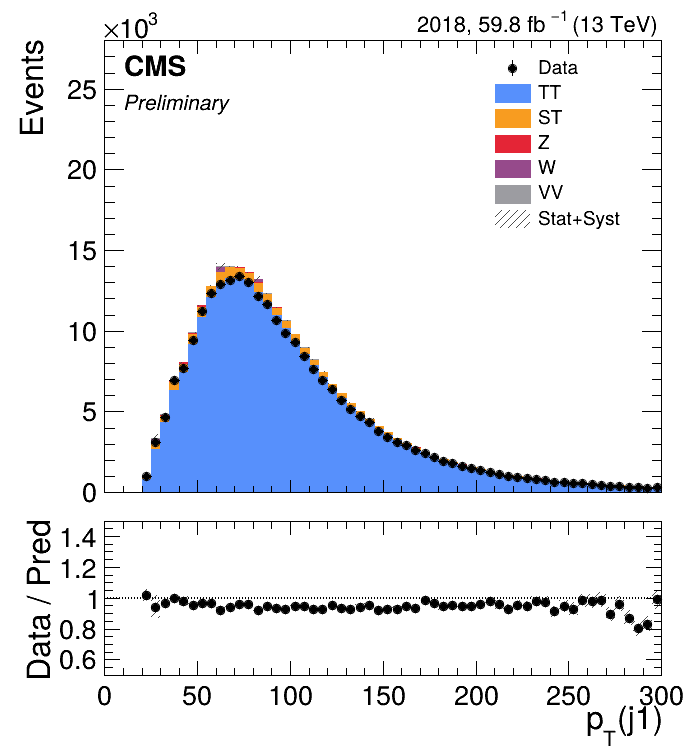 ×10³
2018, 59.8 fb⁻¹ (13 TeV)
CMS
Preliminary
Events
25
20
15
10
5
0
Data
TT
ST
Z
W
VV
Stat+Syst
Data / Pred
1.4
1.2
1
0.8
0.6
0 50 100 150 200 250 300
p_T(j1)